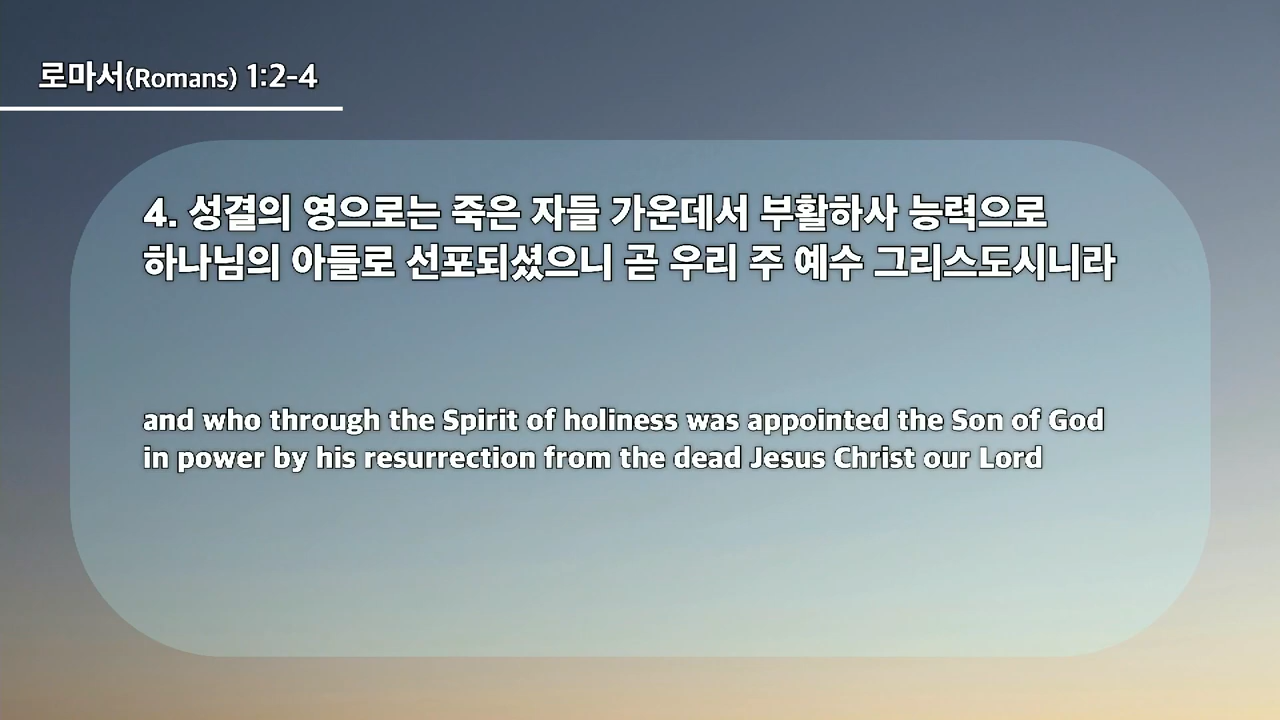 로마서(Romans) 1:2-4
4. 성결의 영으로는 죽은 자들 가운데서 부활하사 능력으로
하나님의 아들로 선포되셨으니 곧 우리 주 예수 그리스도시니라
and who through the Spirit of holiness was appointed the Son of God
in power by his resurrection from the dead Jesus Christ our Lord